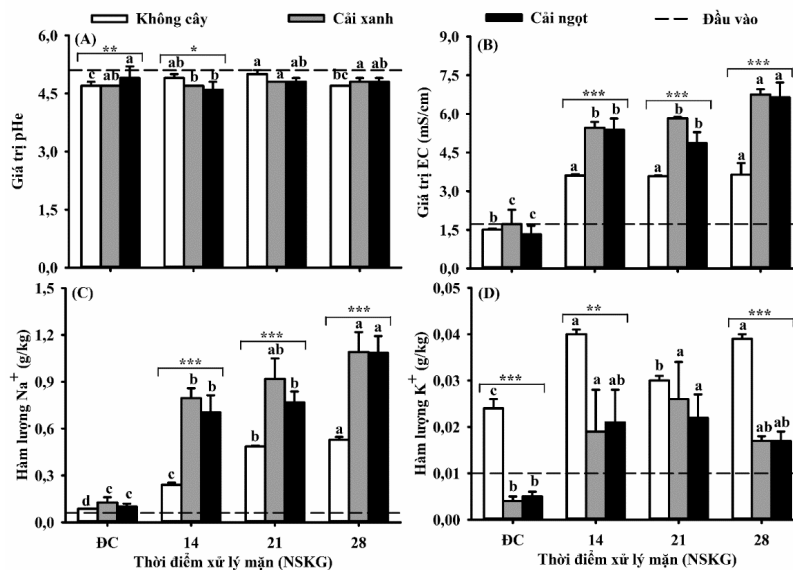 Không cây Cải xanh Cải ngọt Đầu vào
(A)
Giá trị pHe
6,0
4,5
3,0
1,5
0,0
** * 
c ab a ab b b a a ab bc ab ab
(B)
Giá trị EC (mS/cm)
9,0
7,5
6,0
4,5
3,0
1,5
0,0
*** *** ***
b c c a b b a b b a a a
(C)
Hàm lượng Na⁺ (g/kg)
1,5
1,2
0,9
0,6
0,3
0,0
*** *** ***
d c c c b b b ab b a a a
ĐC 14 21 28
Thời điểm xử lý mặn (NSKG)
(D)
Hàm lượng K⁺ (g/kg)
0,05
0,04
0,03
0,02
0,01
0,00
*** ** ***
c b b a a ab b a a a ab ab
ĐC 14 21 28
Thời điểm xử lý mặn (NSKG)